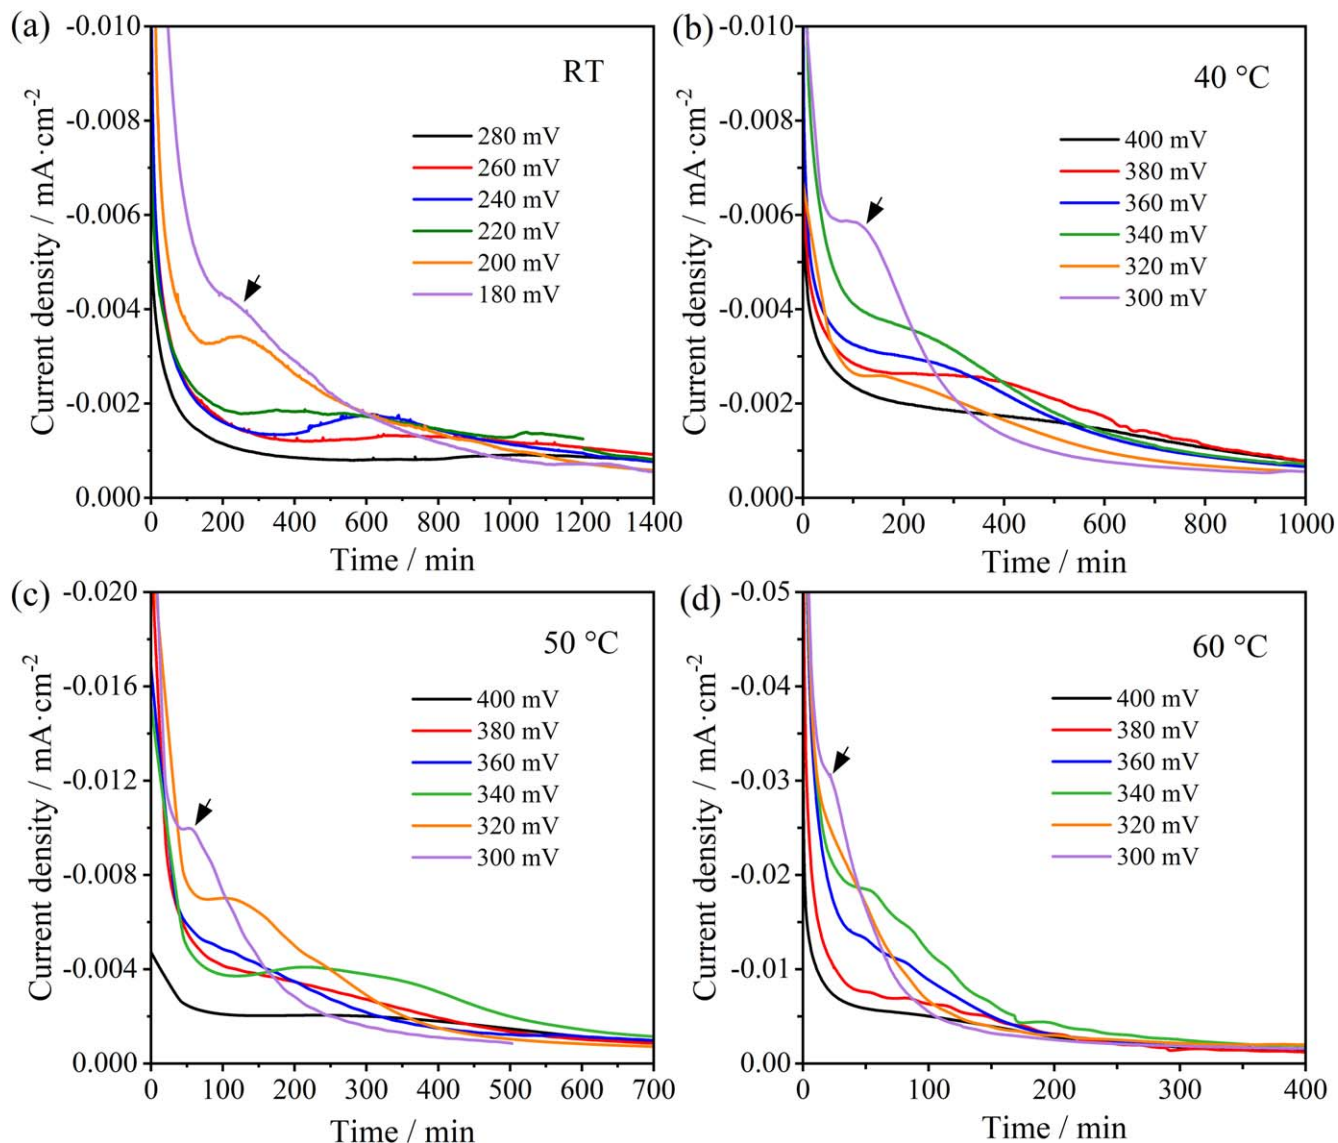 (a)
RT
280 mV
260 mV
240 mV
220 mV
200 mV
180 mV
-0.010
-0.008
-0.006
-0.004
-0.002
0.000
0 200 400 600 800 1000 1200 1400
Current density / mA·cm-2
Time / min
(b)
40 °C
400 mV
380 mV
360 mV
340 mV
320 mV
300 mV
-0.010
-0.008
-0.006
-0.004
-0.002
0.000
0 200 400 600 800 1000
Current density / mA·cm-2
Time / min
(c)
50 °C
400 mV
380 mV
360 mV
340 mV
320 mV
300 mV
-0.020
-0.016
-0.012
-0.008
-0.004
0.000
0 100 200 300 400 500 600 700
Current density / mA·cm-2
Time / min
(d)
60 °C
400 mV
380 mV
360 mV
340 mV
320 mV
300 mV
-0.05
-0.04
-0.03
-0.02
-0.01
0.00
0 100 200 300 400
Current density / mA·cm-2
Time / min